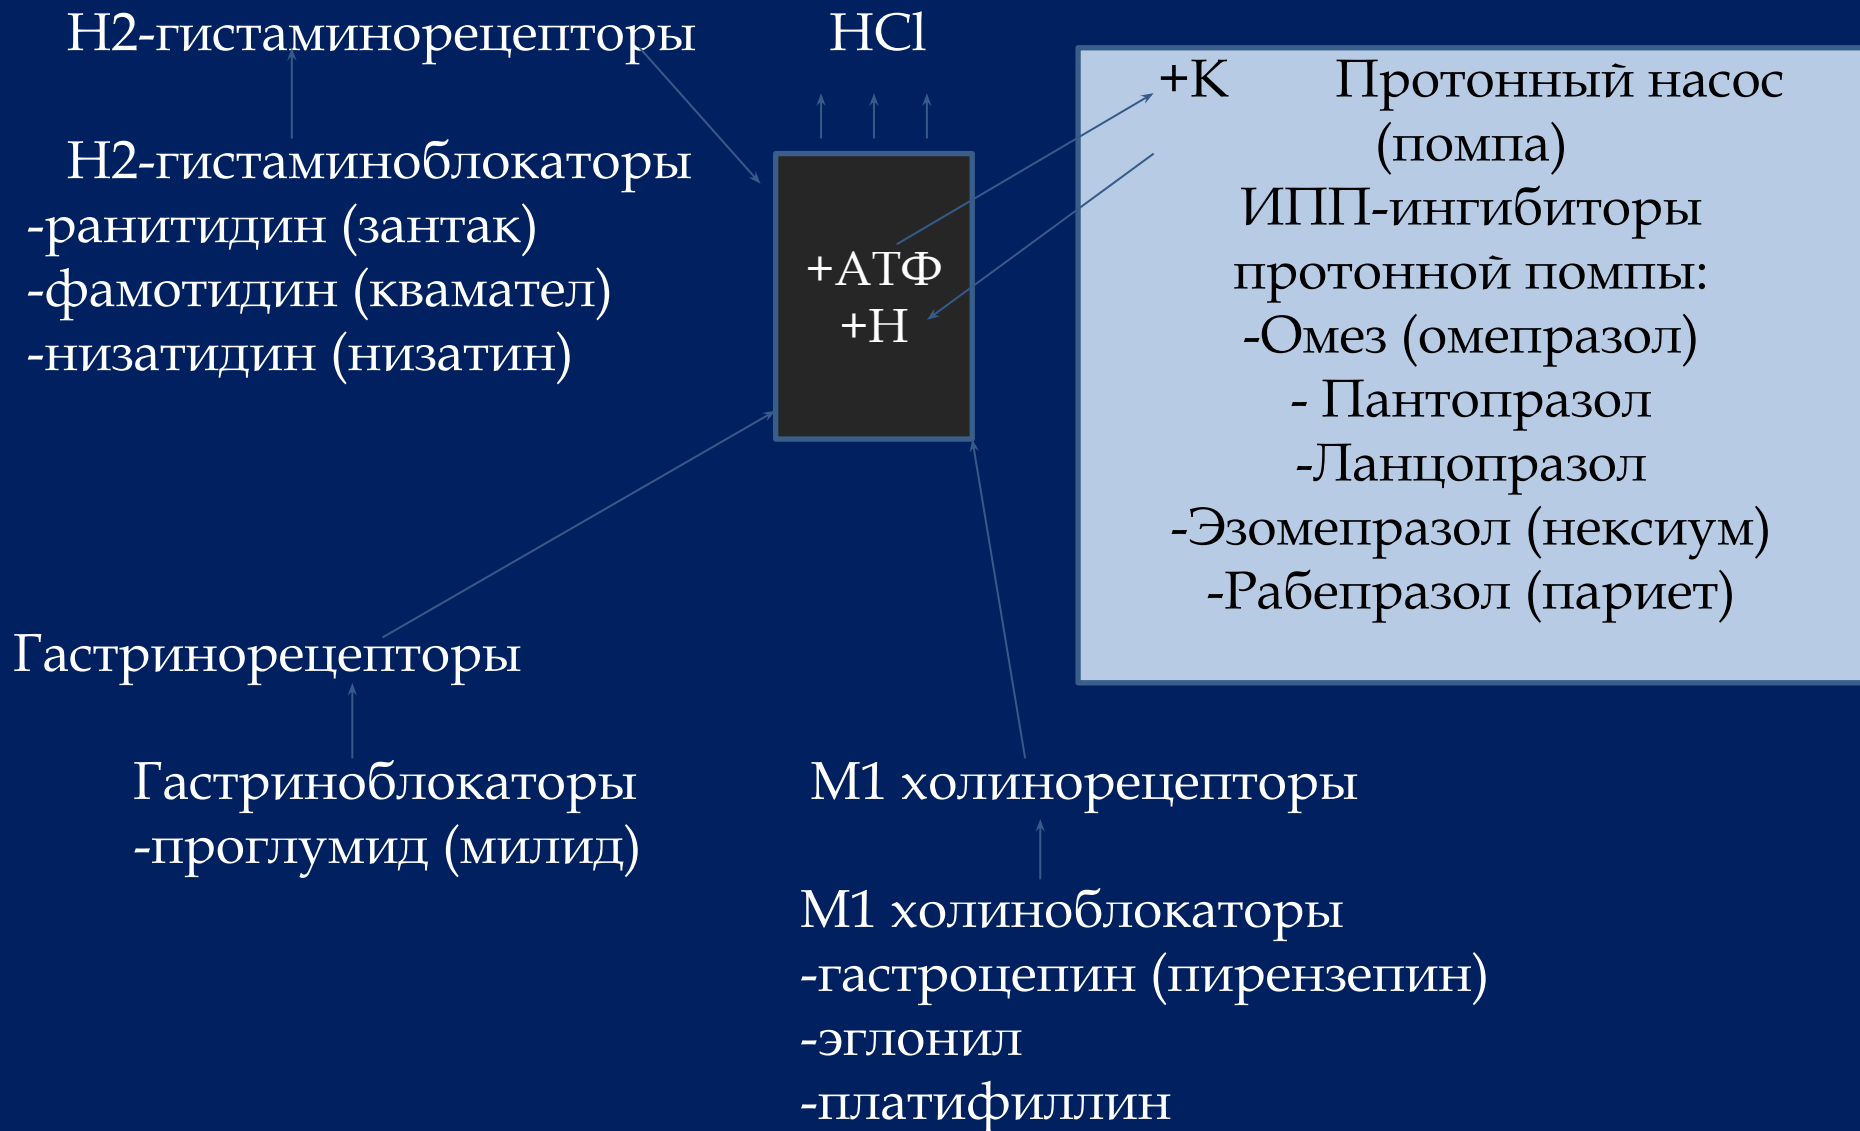 Н2-гистаминорецепторы
Н2-гистаминоблокаторы
-ранитидин (зантак)
-фамотидин (квамател)
-низатидин (низатин)
HCl
+АТФ
+Н
+К Протонный насос
(помпа)
ИПП-ингибиторы
протонной помпы:
-Омез (омепразол)
- Пантопразол
-Ланцопразол
-Эзомепразол (нексиум)
-Рабепразол (париет)
Гастринорецепторы
Гастриноблокаторы
-проглумид (милид)
М1 холинорецепторы
М1 холиноблокаторы
-гастроцепин (пирензепин)
-эглонил
-платифиллин